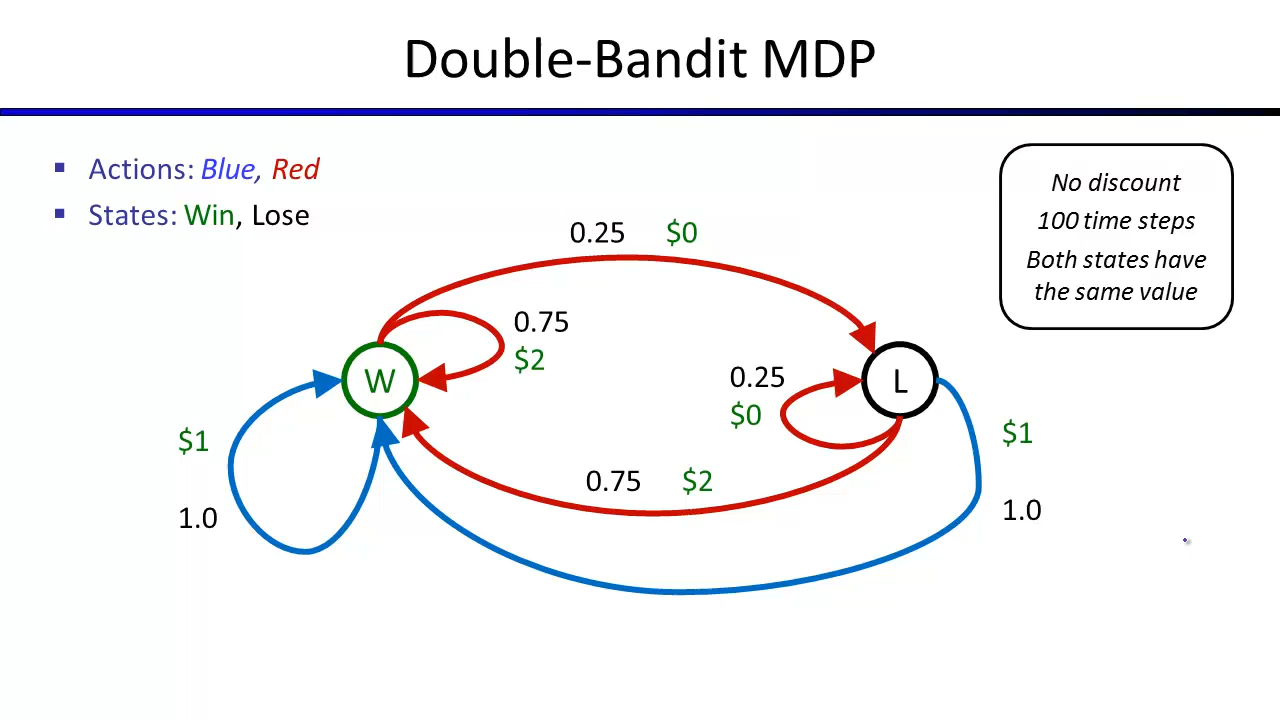 Double-Bandit MDP
Actions: Blue, Red
States: Win, Lose
No discount
100 time steps
Both states have
the same value
0.25 $0
0.75
$2
W
L
0.25
$0
$1
1.0
0.75 $2
$1
1.0